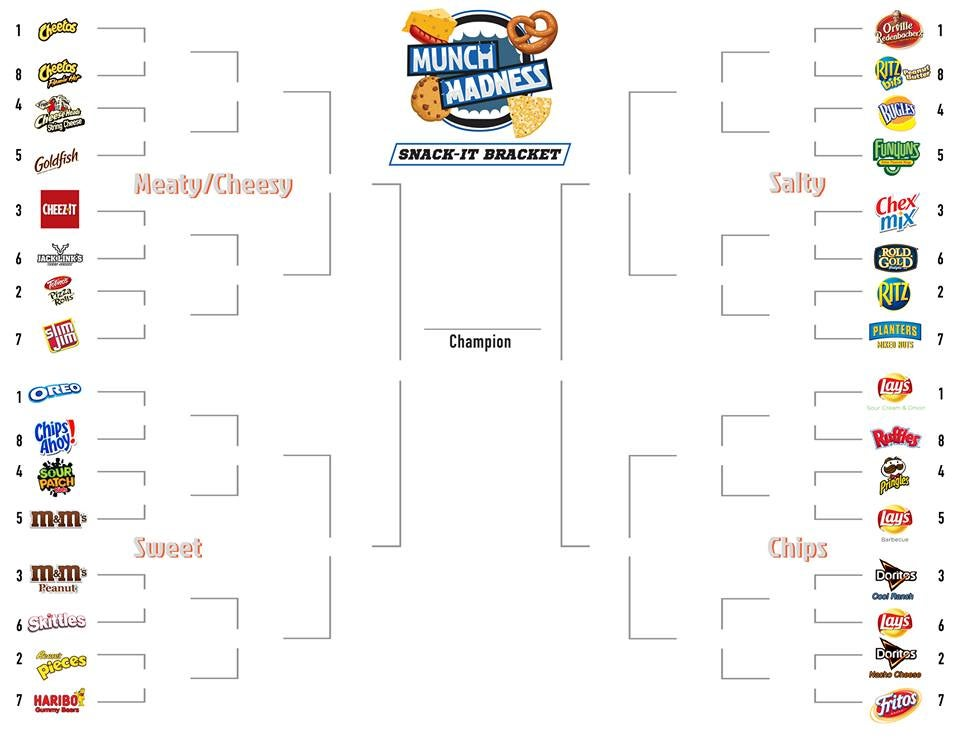 MUNCH
MADNESS
SNACK-IT BRACKET
Meaty/Cheesy
1 Cheetos
8 Cheetos
Flamin' Hot
4 Cheese Heads
String Cheese
5 Goldfish
3 CHEEZ-IT
6 JACK LINK'S
2 Totino's
Pizza
Rolls
7 Slim
Jim
Sweet
1 OREO
8 Chips
Ahoy!
4 SOUR
PATCH
KIDS
5 m&m's
3 m&m's
Peanut
6 Skittles
2 Reese's
Pieces
7 HARIBO
Gummy Bears
Champion
Salty
Orville
Redenbacher's 1
RITZ
bits
Peanut
Butter 8
BUGLES 4
FUNYUNS 5
Chex
mix 3
ROLD
GOLD 6
RITZ 2
PLANTERS
MIXED NUTS 7
Chips
Lay's 1
Sour Cream & Onion
Ruffles 8
Pringles 4
Lay's 5
Barbecue
Doritos 3
Cool Ranch
Lay's 6
Doritos 2
Nacho Cheese
Fritos 7